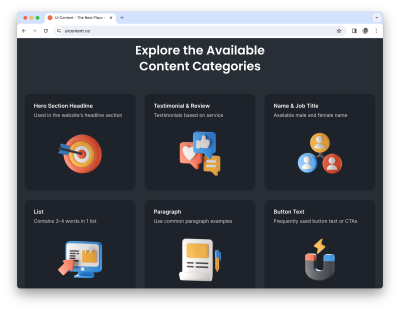 UI Content - The Best Place
uicontent.co
Explore the Available
Content Categories
Hero Section Headline
Used in the website's headline section
Testimonial & Review
Testimonials based on service
Name & Job Title
Available male and female name
List
Contains 3-4 words in 1 list
Paragraph
Use common paragraph examples
Button Text
Frequently used button text or CTAs